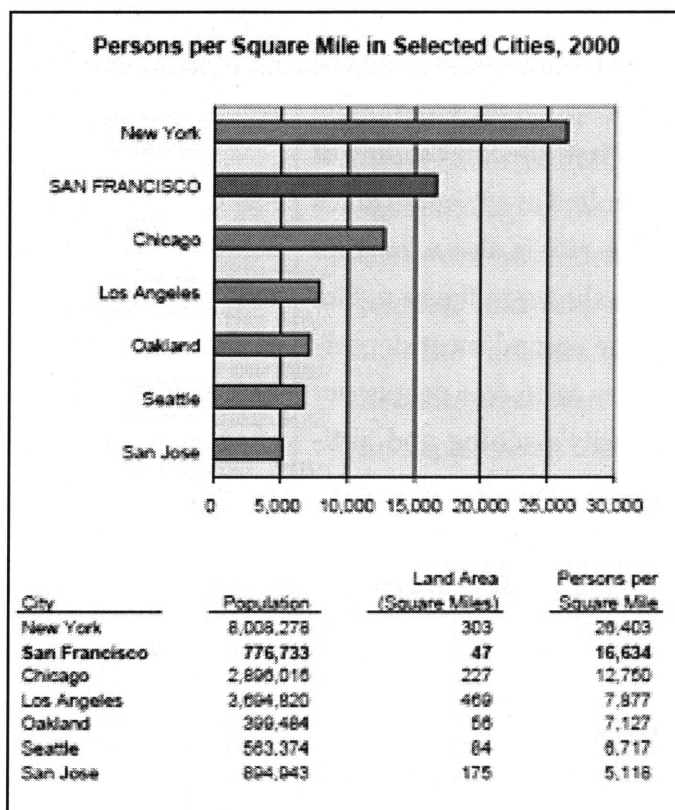 Persons per Square Mile in Selected Cities, 2000
New York
SAN FRANCISCO
Chicago
Los Angeles
Oakland
Seattle
San Jose
0 5,000 10,000 15,000 20,000 25,000 30,000
Land Area Persons per
City Population (Square Miles) Square Mile
New York 8,008,278 303 26,403
San Francisco 776,733 47 16,634
Chicago 2,896,016 227 12,750
Los Angeles 3,694,820 469 7,877
Oakland 399,484 56 7,127
Seattle 563,374 84 6,717
San Jose 894,943 175 5,118